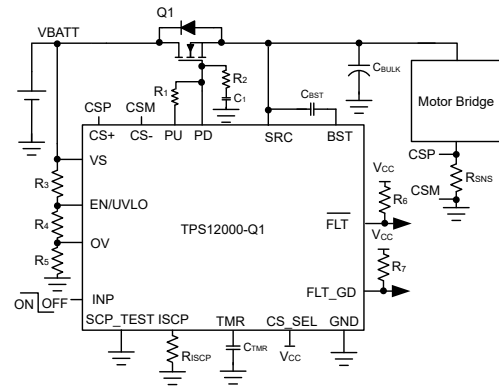 Q1
VBATT
R1
R2
C1
CBULK
CBST
Motor Bridge
CSP
CSM
CS+
CS-
PU
PD
SRC
BST
CSP
RSNS
CSM
VS
R3
EN/UVLO
R4
OV
R5
TPS12000-Q1
VCC
R6
FLT
VCC
R7
FLT_GD
ON
OFF
INP
SCP_TEST
ISCP
TMR
CS_SEL
GND
RISCP
CTMR
VCC